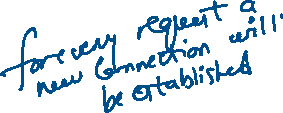 for every request a
new connection will
be established